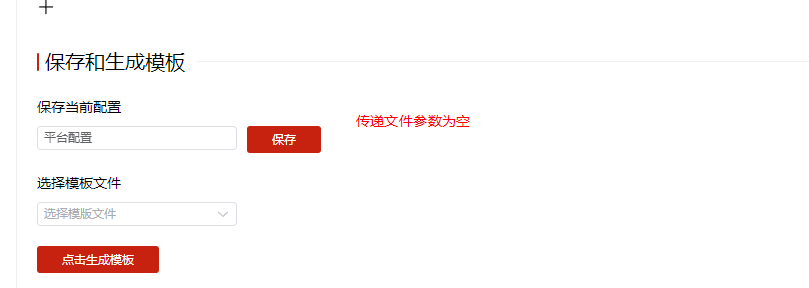 保存和生成模板
保存当前配置
传递文件参数为空
平台配置
保存
选择模板文件
选择模版文件
点击生成模板